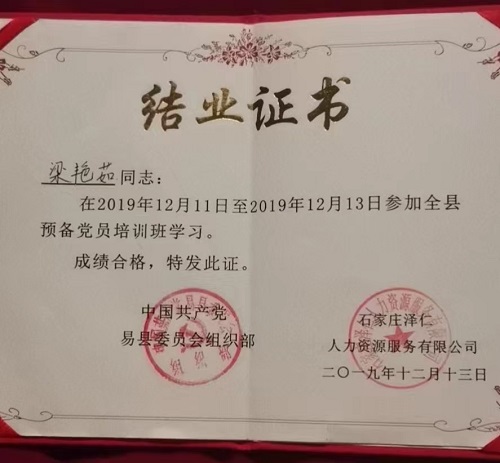 结业证书
梁艳茹同志：
在2019年12月11日至2019年12月13日参加全县
预备党员培训班学习。
成绩合格，特发此证。
中国共产党
易县委员会组织部
组织部
石家庄泽仁
人力资源服务有限公司
二〇一九年十二月十三日